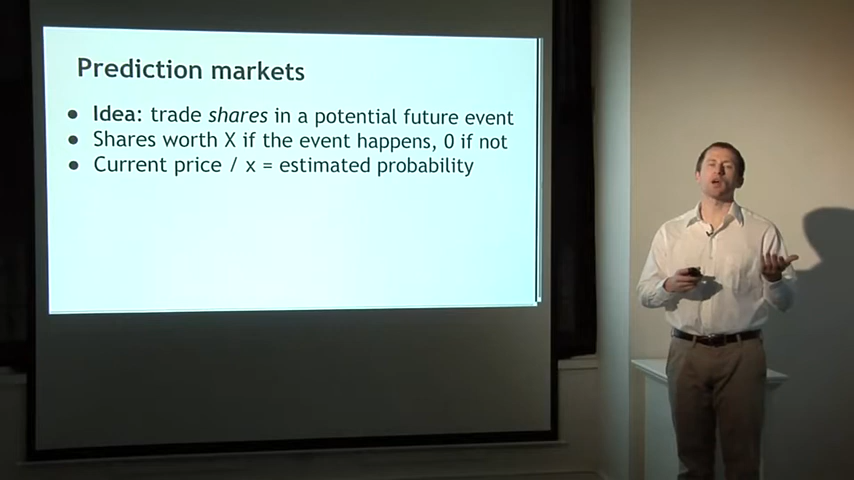 Prediction markets
● Idea: trade shares in a potential future event
● Shares worth X if the event happens, 0 if not
● Current price / x = estimated probability